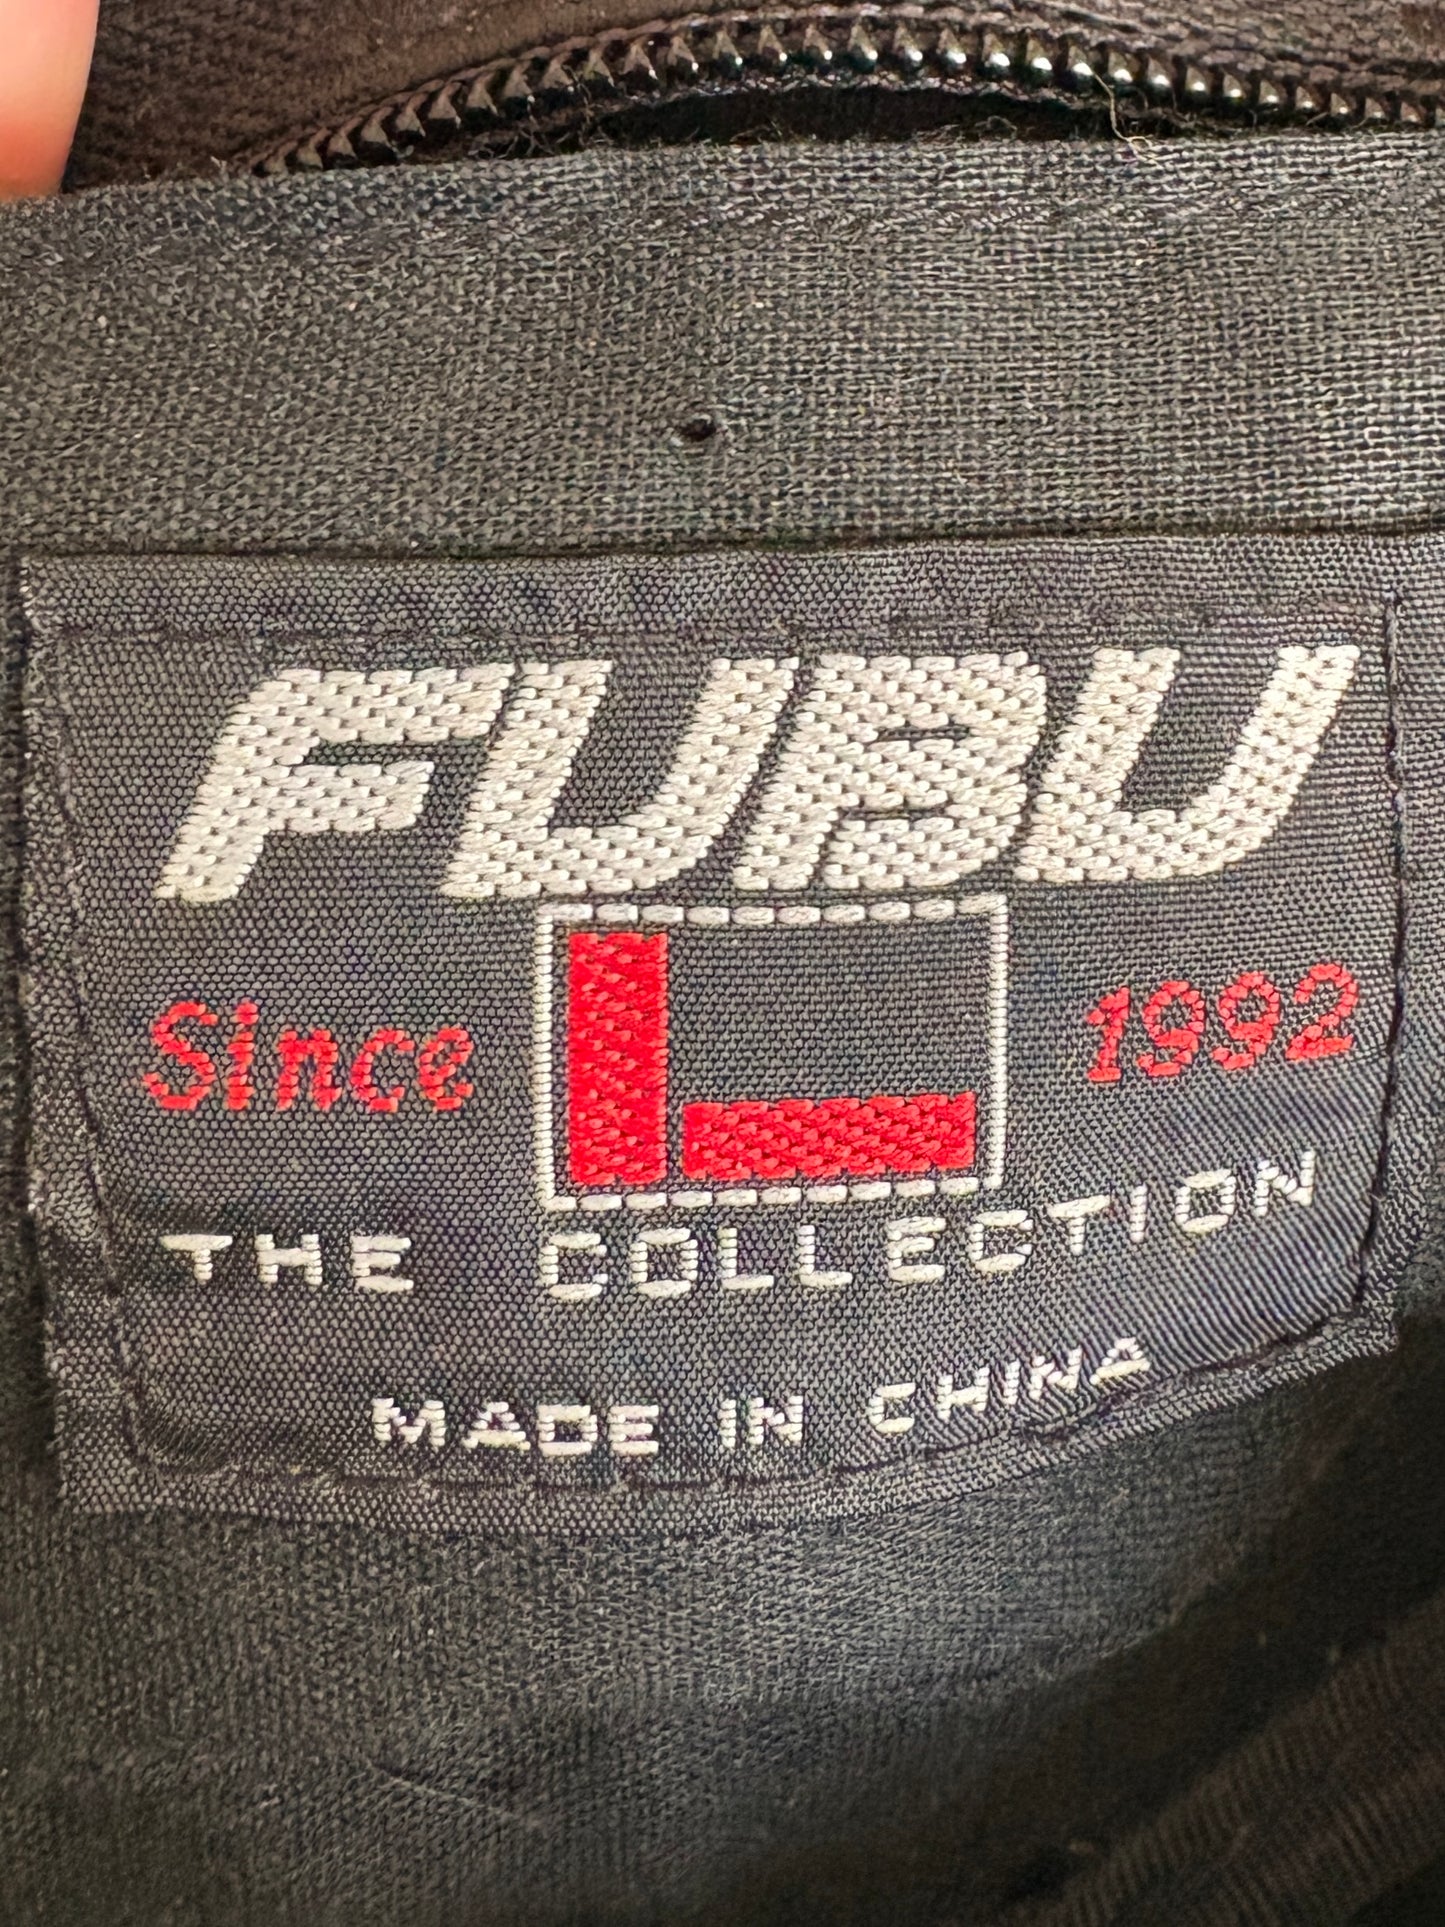 FUBU
Since L 1992
THE COLLECTION
MADE IN CHINA